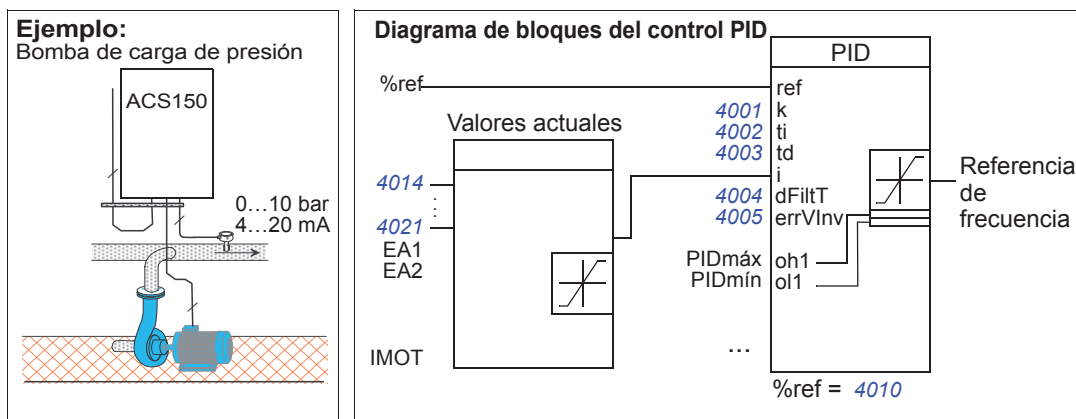 Ejemplo:
Bomba de carga de presión
ACS150
0…10 bar
4…20 mA
Diagrama de bloques del control PID
PID
%ref
ref
4001 k
4002 ti
4003 td
i
4004 dFiltT
4005 errVInv
PIDmáx oh1
PIDmín ol1
Valores actuales
4014
⋮
4021
EA1
EA2
IMOT
…
Referencia
de
frecuencia
%ref = 4010